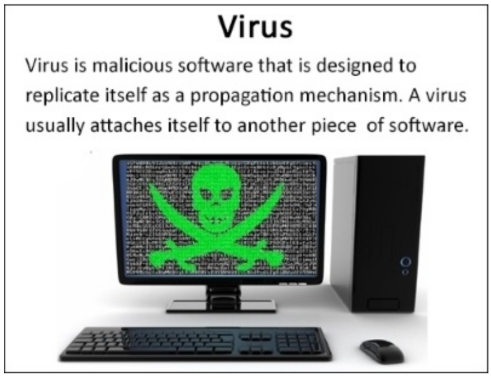 Virus
Virus is malicious software that is designed to
replicate itself as a propagation mechanism. A virus
usually attaches itself to another piece of software.